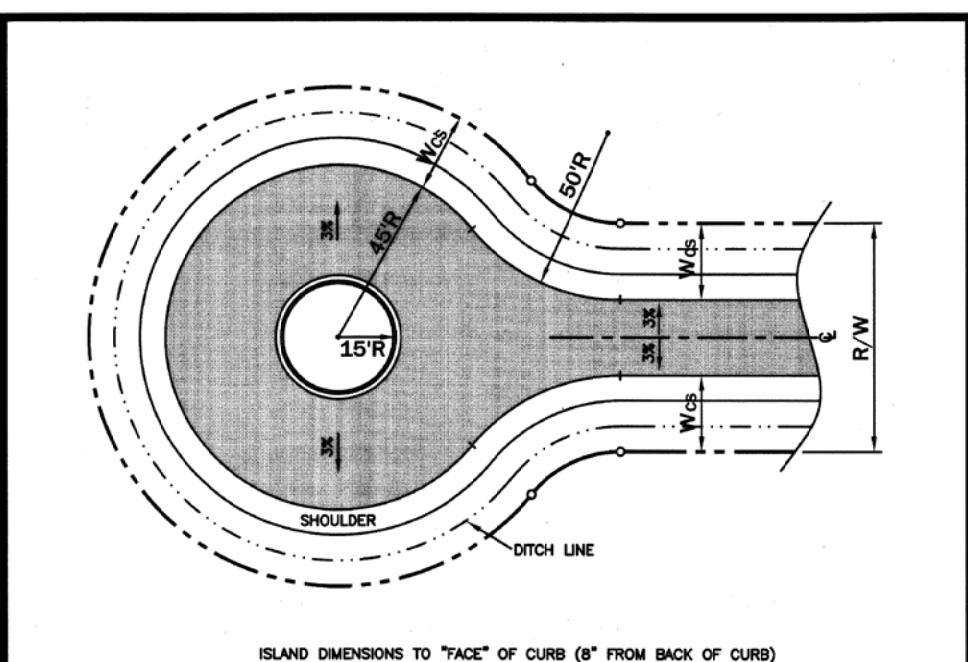 Wcs
50'R
45'R
3%
Wcs
3%
3%
15'R
℄
R/W
3%
Wcs
SHOULDER
DITCH LINE
ISLAND DIMENSIONS TO "FACE" OF CURB (8" FROM BACK OF CURB)